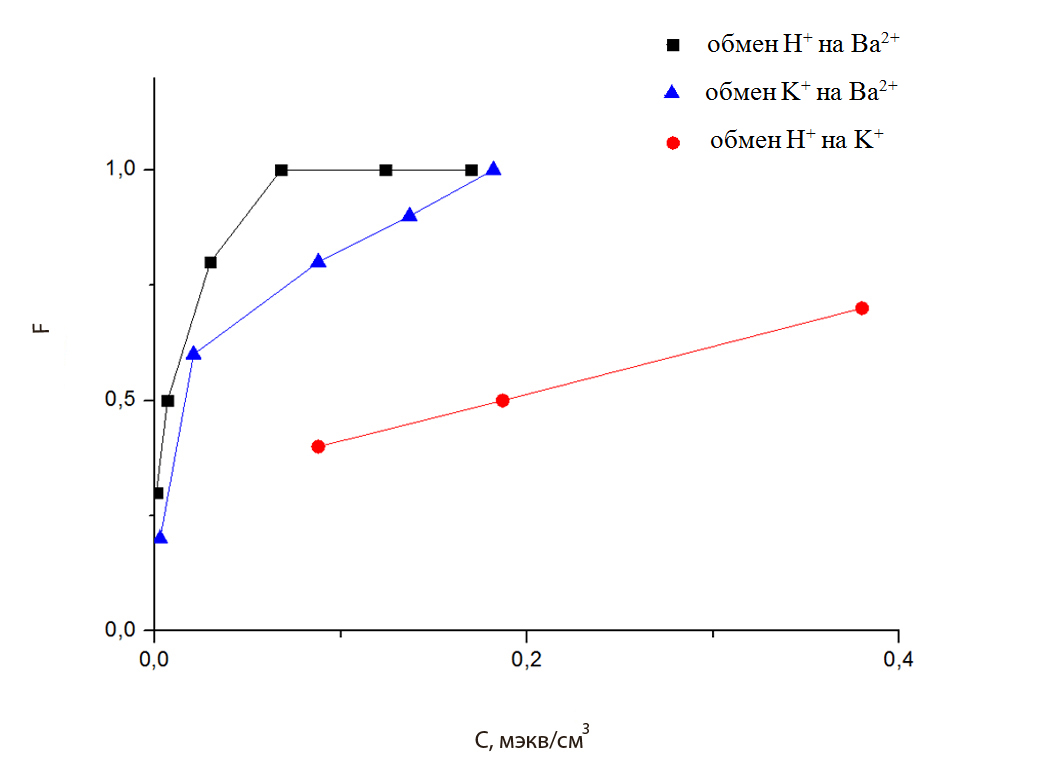 обмен H⁺ на Ba²⁺
обмен K⁺ на Ba²⁺
обмен H⁺ на K⁺
1,0
0,5
0,0
F
0,0
0,2
0,4
C, мэкв/см³